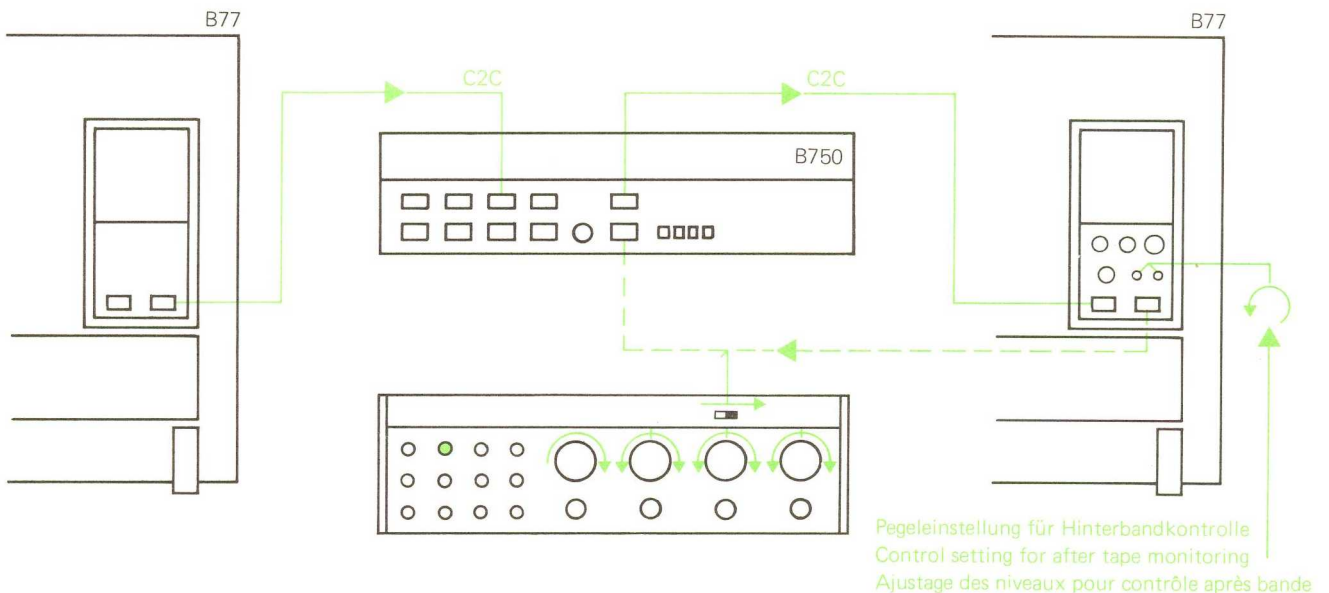 B77
B77
C2C
C2C
B750
Pegeleinstellung für Hinterbandkontrolle
Control setting for after tape monitoring
Ajustage des niveaux pour contrôle après bande